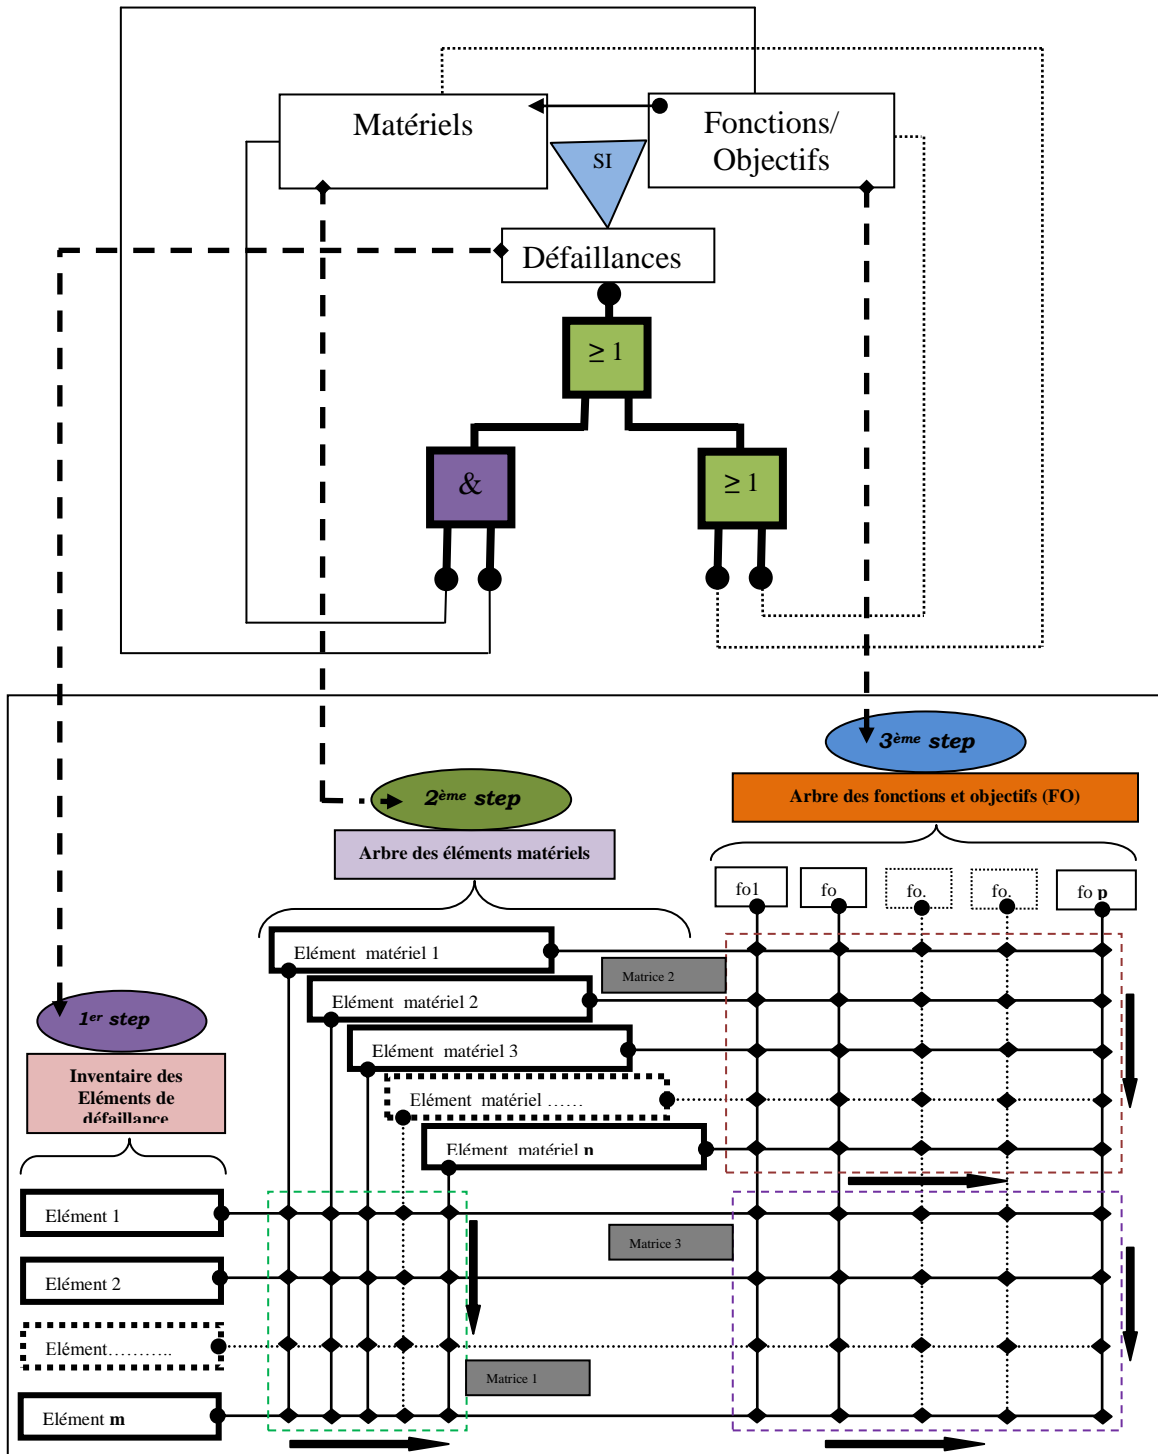 Matériels
Fonctions/
Objectifs
SI
Défaillances
≥ 1
&
≥ 1
3ème step
Arbre des fonctions et objectifs (FO)
2ème step
Arbre des éléments matériels
fo1
fo
fo.
fo.
fo p
Elément matériel 1
Matrice 2
Elément matériel 2
Elément matériel 3
Elément matériel ……
Elément matériel n
1er step
Inventaire des
Eléments de
défaillance
Elément 1
Matrice 3
Elément 2
Elément………..
Matrice 1
Elément m